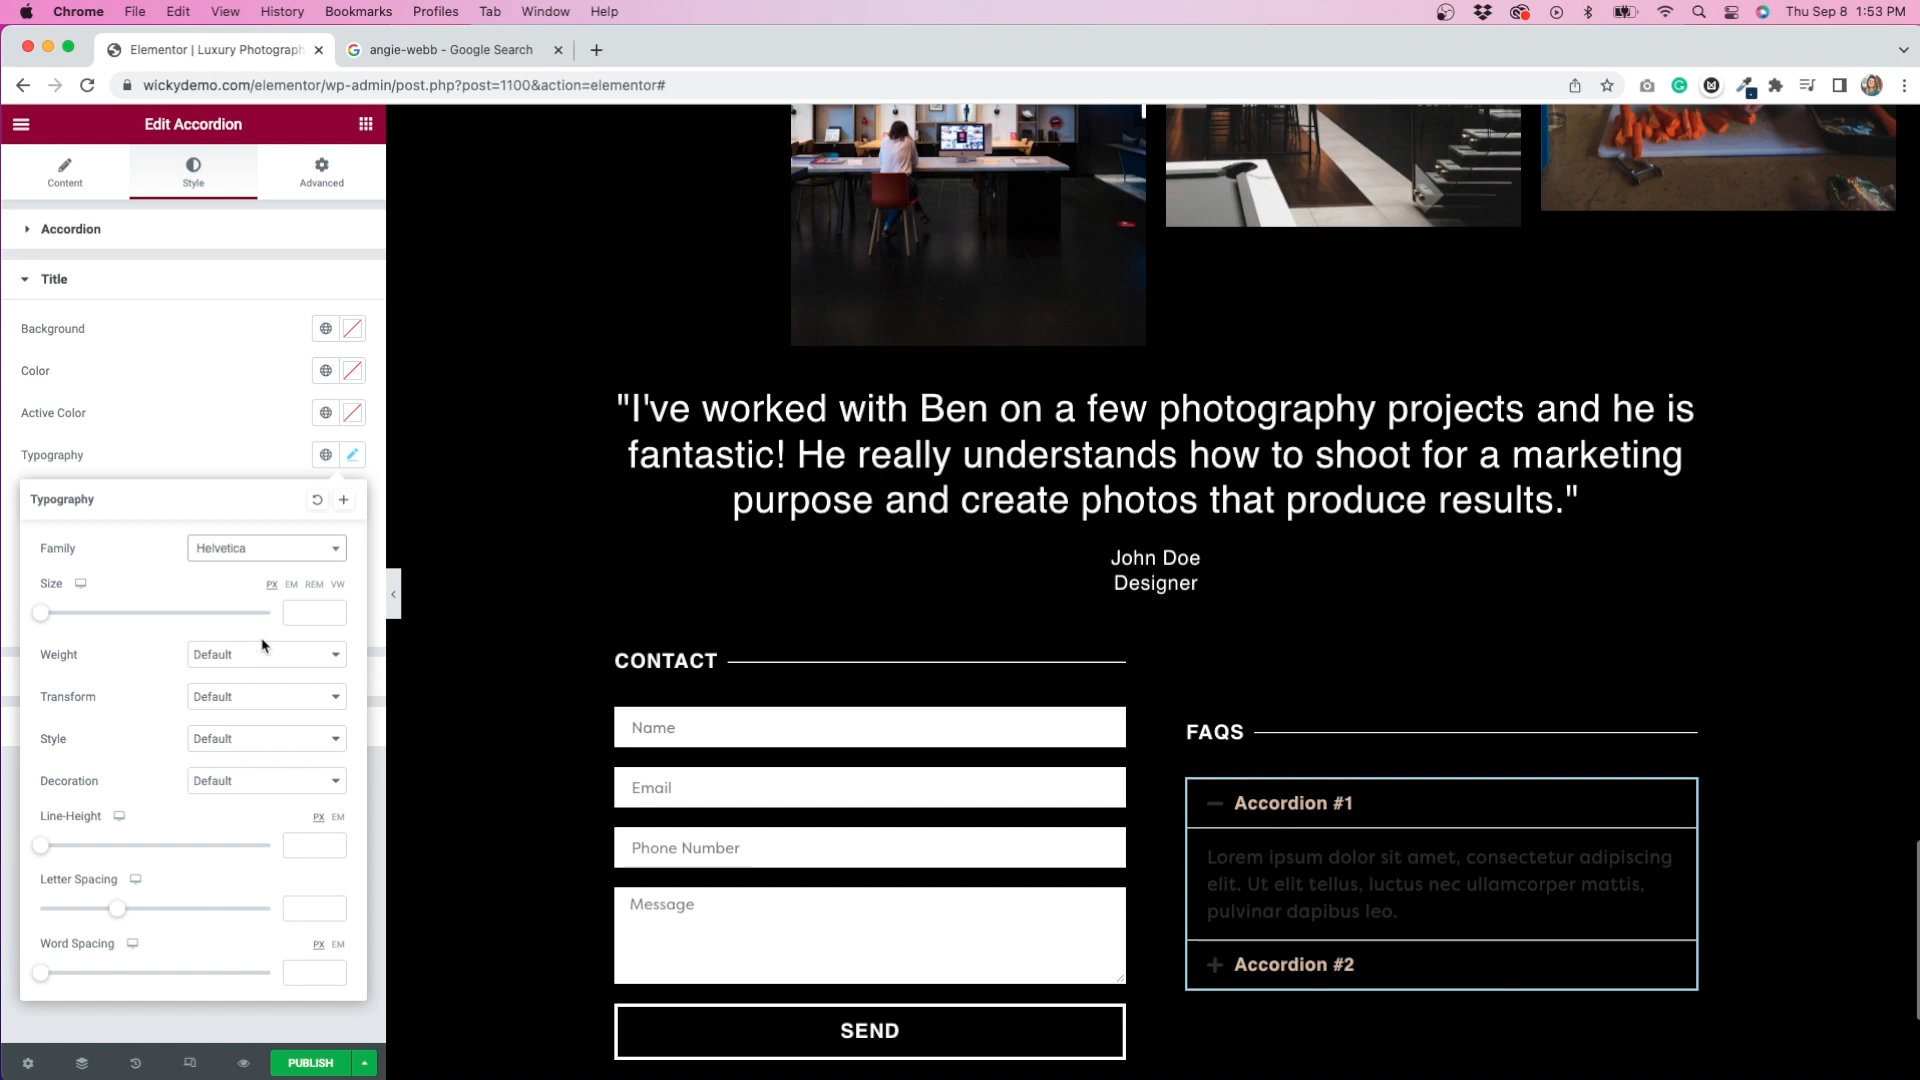 Chrome File Edit View History Bookmarks Profiles Tab Window Help
Thu Sep 8 1:53 PM
Elementor | Luxury Photograph
angie-webb - Google Search
wickydemo.com/elementor/wp-admin/post.php?post=1100&action=elementor#
Edit Accordion
Content Style Advanced
Accordion
Title
Background
Color
Active Color
Typography
Typography
Family Helvetica
Size PX EM REM VW
Weight Default
Transform Default
Style Default
Decoration Default
Line-Height PX EM
Letter Spacing
Word Spacing PX EM
PUBLISH
"I've worked with Ben on a few photography projects and he is
fantastic! He really understands how to shoot for a marketing
purpose and create photos that produce results."
John Doe
Designer
CONTACT
Name
Email
Phone Number
Message
SEND
FAQS
Accordion #1
Lorem ipsum dolor sit amet, consectetur adipiscing
elit. Ut elit tellus, luctus nec ullamcorper mattis,
pulvinar dapibus leo.
Accordion #2